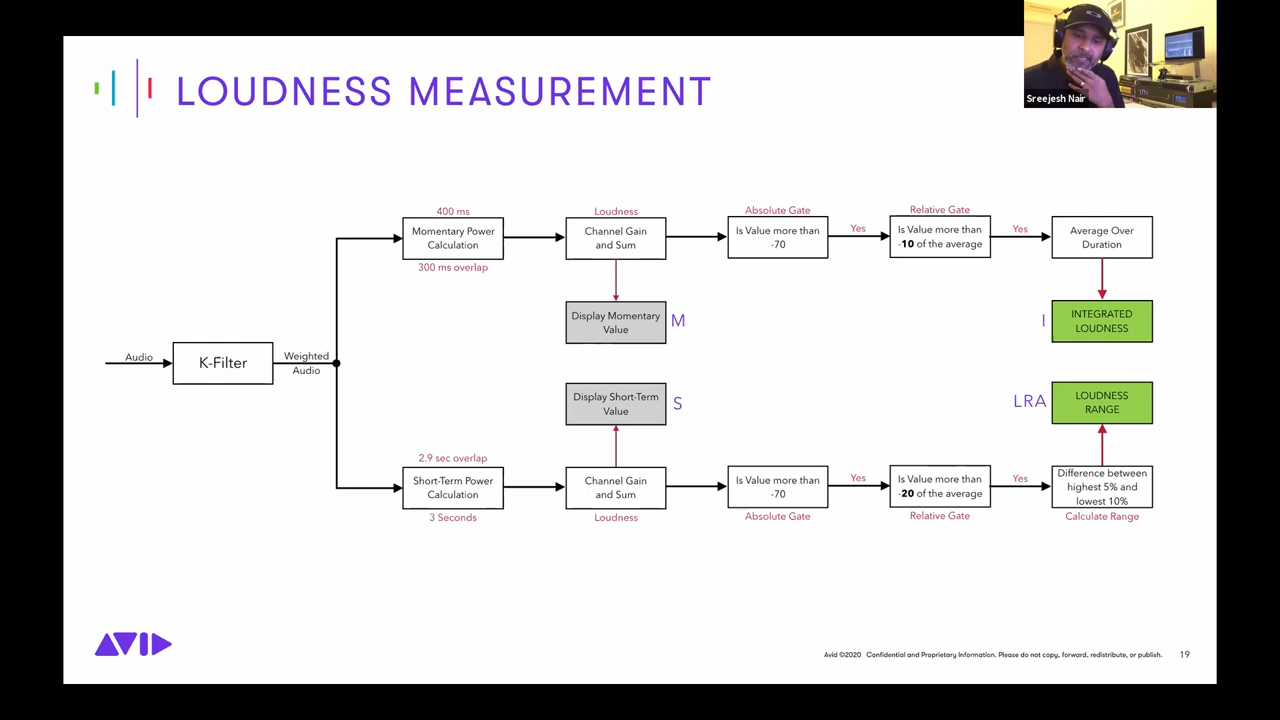 LOUDNESS MEASUREMENT
Sreejesh Nair
400 ms
Momentary Power
Calculation
300 ms overlap
Loudness
Channel Gain
and Sum
Absolute Gate
Is Value more than
-70
Yes
Relative Gate
Is Value more than
-10 of the average
Yes
Average Over
Duration
Display Momentary
Value
M
I
INTEGRATED
LOUDNESS
Audio
K-Filter
Weighted
Audio
Display Short-Term
Value
S
LRA
LOUDNESS
RANGE
2.9 sec overlap
Short-Term Power
Calculation
3 Seconds
Channel Gain
and Sum
Loudness
Is Value more than
-70
Absolute Gate
Yes
Is Value more than
-20 of the average
Relative Gate
Yes
Difference between
highest 5% and
lowest 10%
Calculate Range
AVID
Avid ©2020 Confidential and Proprietary Information. Please do not copy, forward, redistribute, or publish.
19